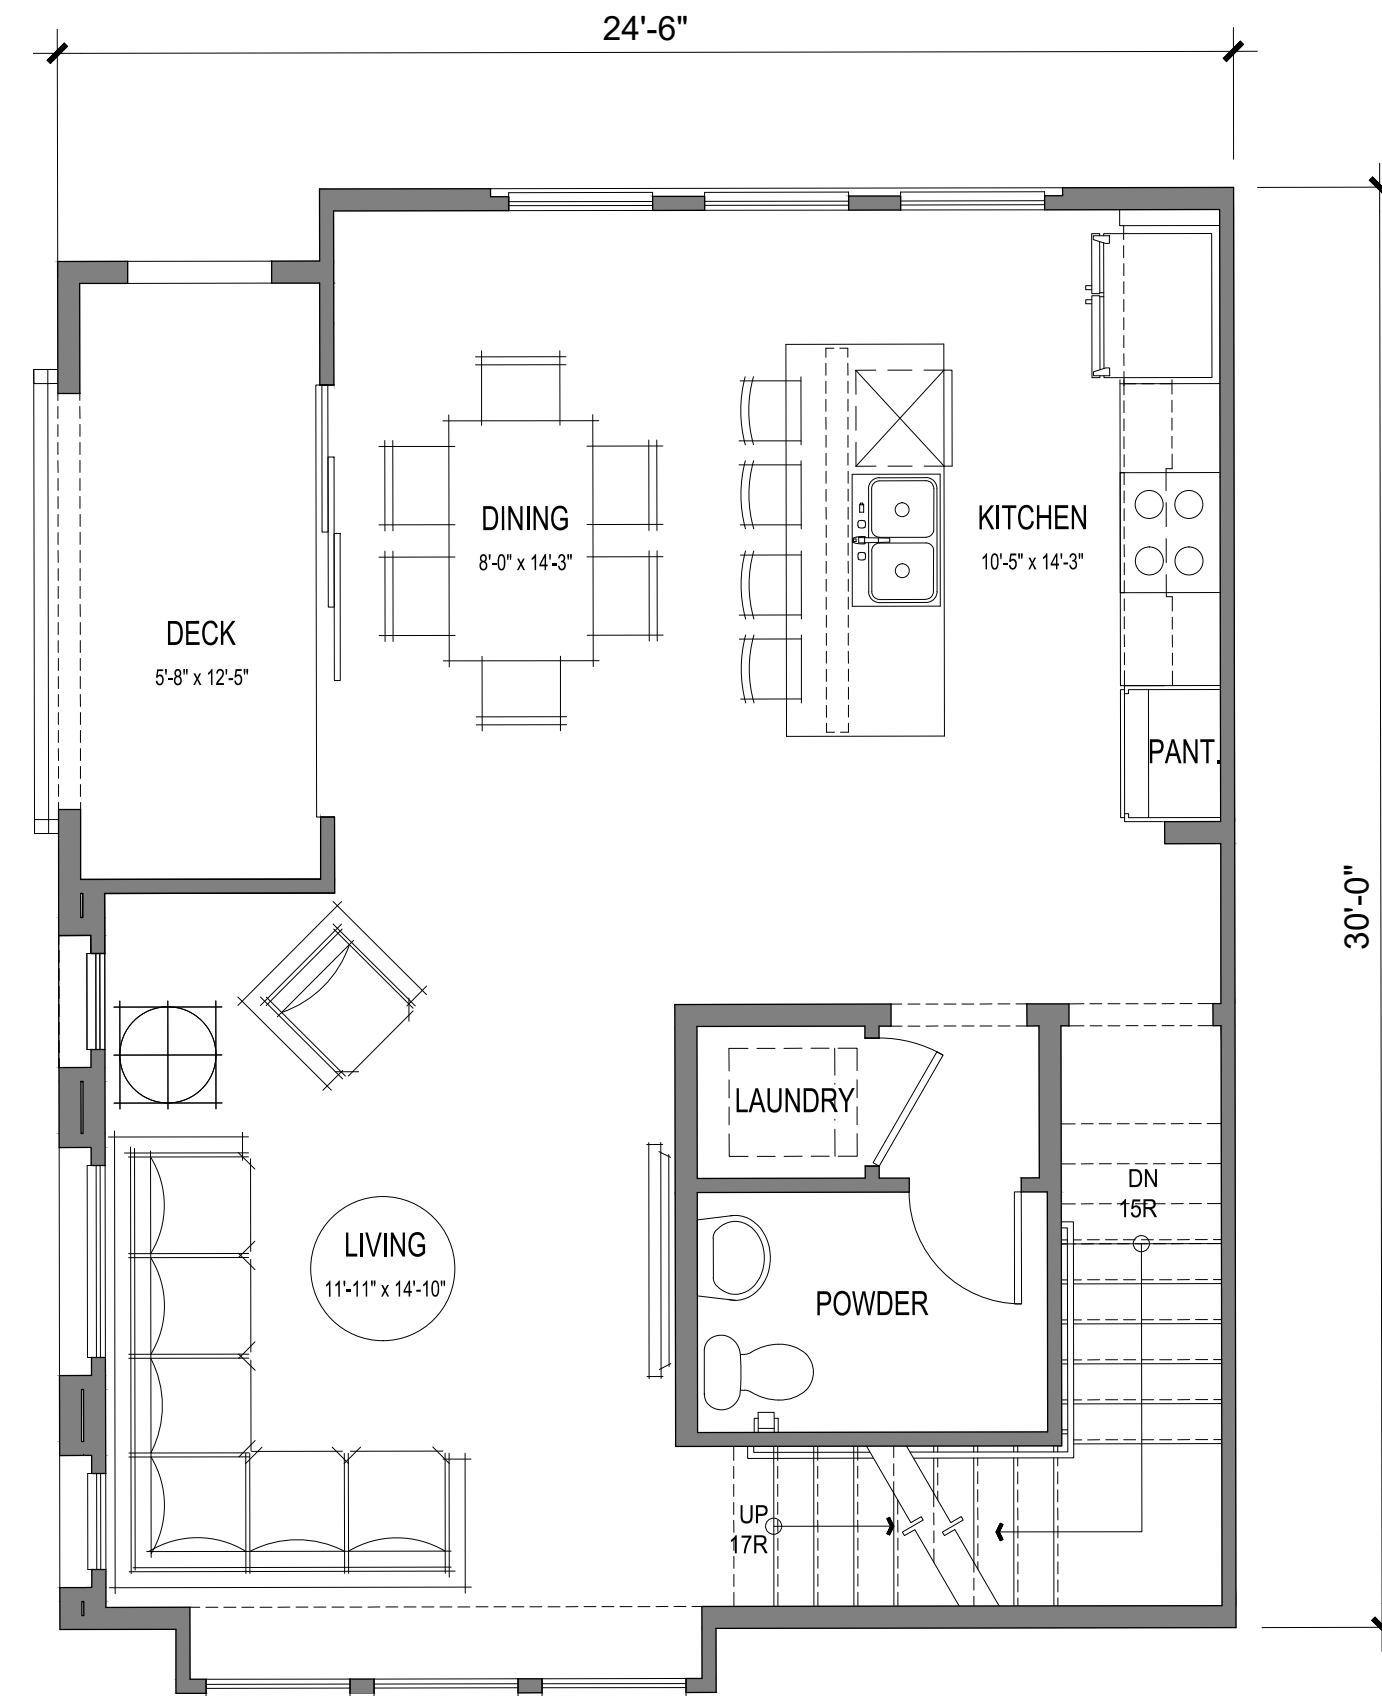 24'-6"
DINING
8'-0" x 14'-3"
KITCHEN
10'-5" x 14'-3"
DECK
5'-8" x 12'-5"
PANT.
30'-0"
LAUNDRY
DN
15R
LIVING
11'-11" x 14'-10"
POWDER
UP
17R